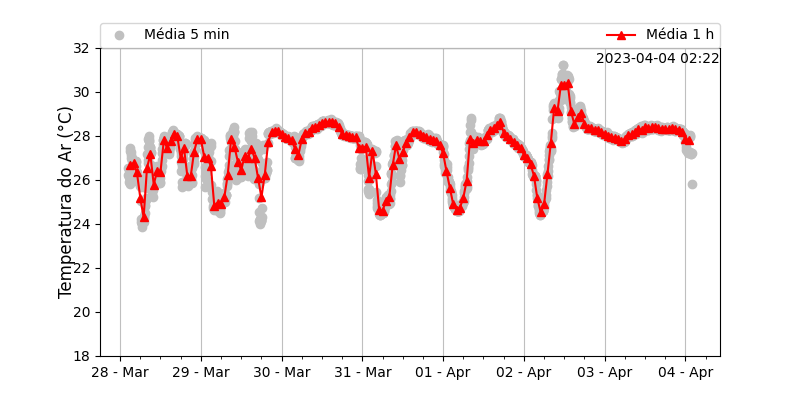 Média 5 min
Média 1 h
2023-04-04 02:22
Temperatura do Ar (°C)
32
30
28
26
24
22
20
18
28 - Mar
29 - Mar
30 - Mar
31 - Mar
01 - Apr
02 - Apr
03 - Apr
04 - Apr